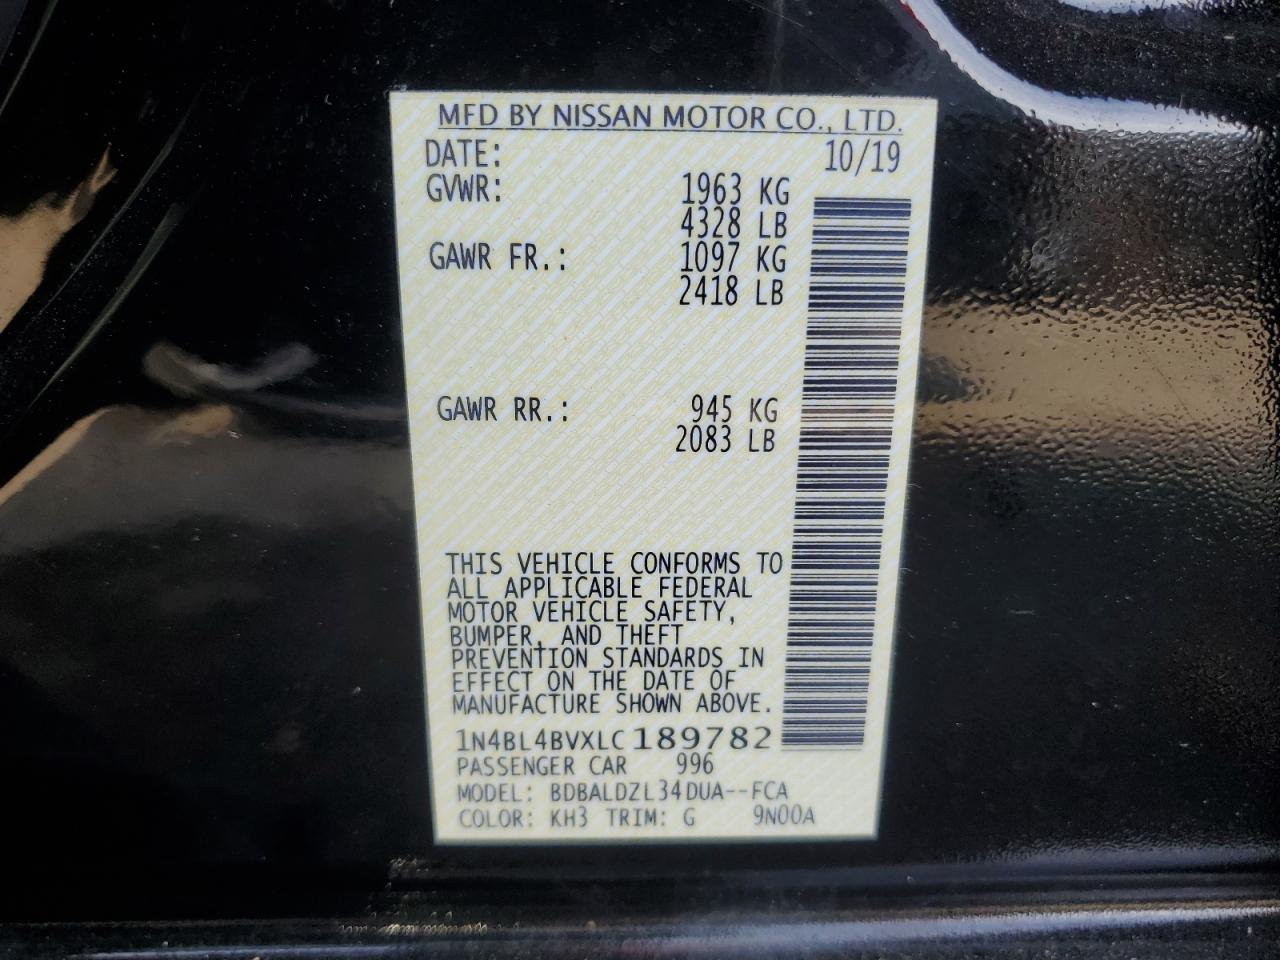 MFD BY NISSAN MOTOR CO., LTD.
DATE: 10/19
GVWR: 1963 KG
4328 LB
GAWR FR.: 1097 KG
2418 LB
GAWR RR.: 945 KG
2083 LB
THIS VEHICLE CONFORMS TO
ALL APPLICABLE FEDERAL
MOTOR VEHICLE SAFETY,
BUMPER, AND THEFT
PREVENTION STANDARDS IN
EFFECT ON THE DATE OF
MANUFACTURE SHOWN ABOVE.
1N4BL4BVXLC189782
PASSENGER CAR 996
MODEL: BDBALDZL34DUA--FCA
COLOR: KH3 TRIM: G 9N00A